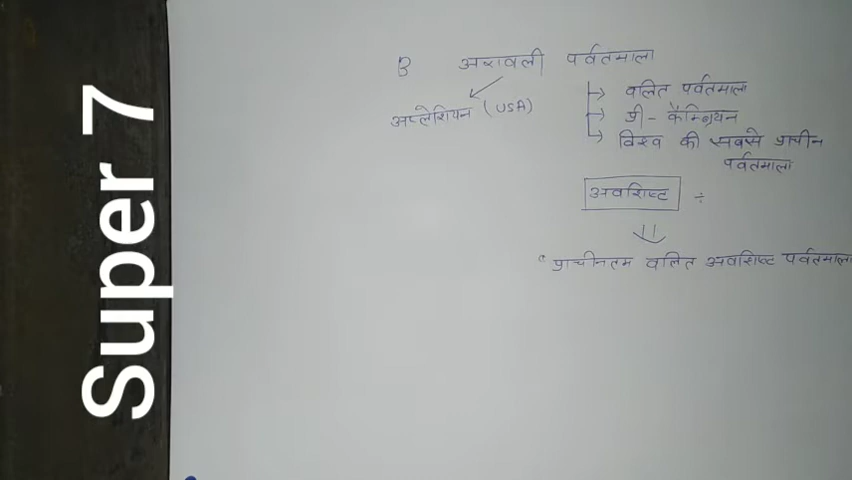 Super 7
B अरावली पर्वतमाला
अप्लेशियन (USA)
वलित पर्वतमाला
प्री - कैम्ब्रियन
विश्व की सबसे प्राचीन
पर्वतमाला
अवशिष्ट ÷
"प्राचीनतम वलित अवशिष्ट पर्वतमाला